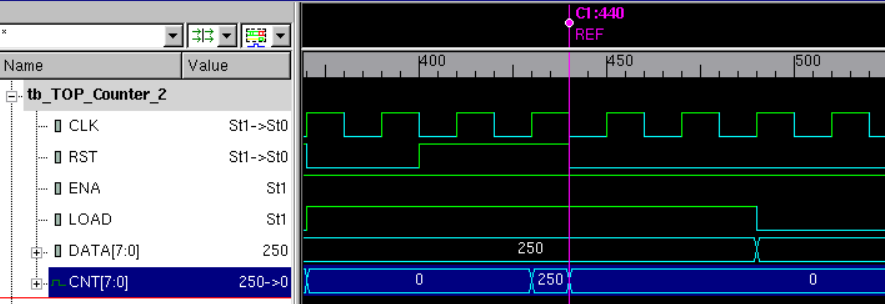 C1:440
*
REF
Name Value 400 450 500
tb_TOP_Counter_2
CLK St1->St0
RST St1->St0
ENA St1
LOAD St1
DATA[7:0] 250 250
CNT[7:0] 250->0 0 250 0